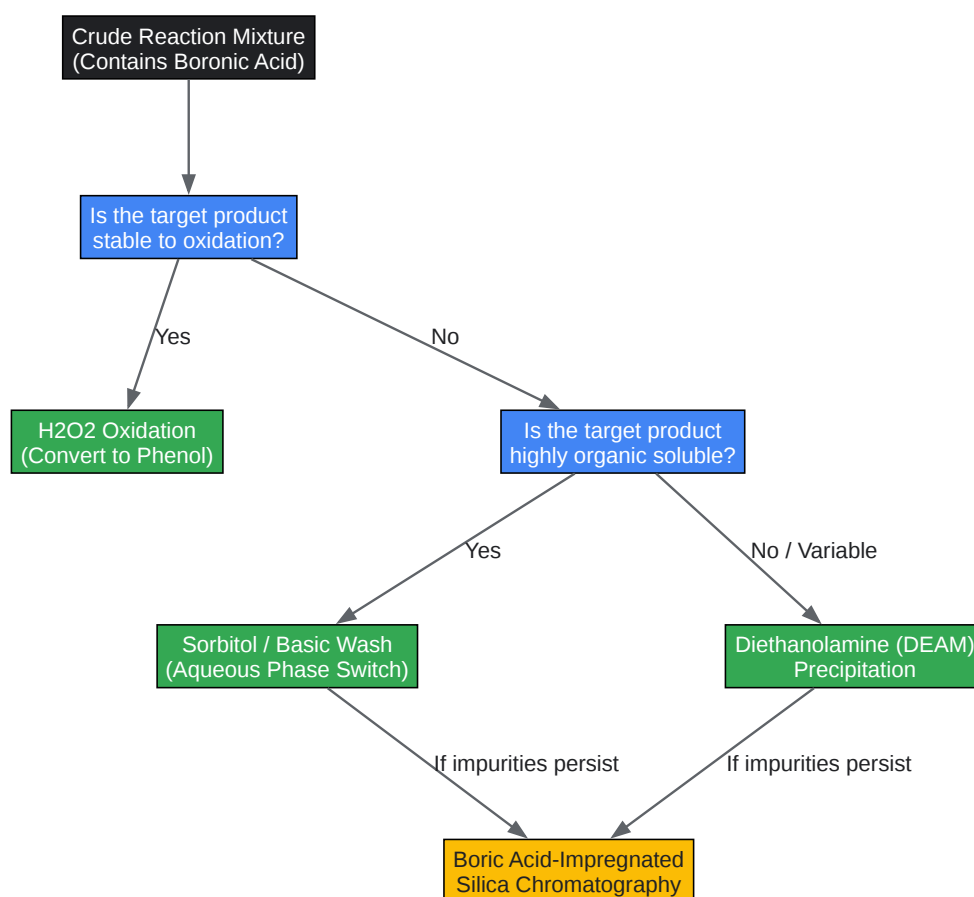 Crude Reaction Mixture
(Contains Boronic Acid)
Is the target product
stable to oxidation?
Yes
No
H2O2 Oxidation
(Convert to Phenol)
Is the target product
highly organic soluble?
Yes
No / Variable
Sorbitol / Basic Wash
(Aqueous Phase Switch)
Diethanolamine (DEAM)
Precipitation
If impurities persist
If impurities persist
Boric Acid-Impregnated
Silica Chromatography